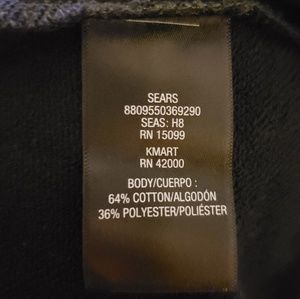 SEARS
8809550369290
SEAS: H8
RN 15099
KMART
RN 42000
BODY/CUERPO :
64% COTTON/ALGODÓN
36% POLYESTER/POLIÉSTER